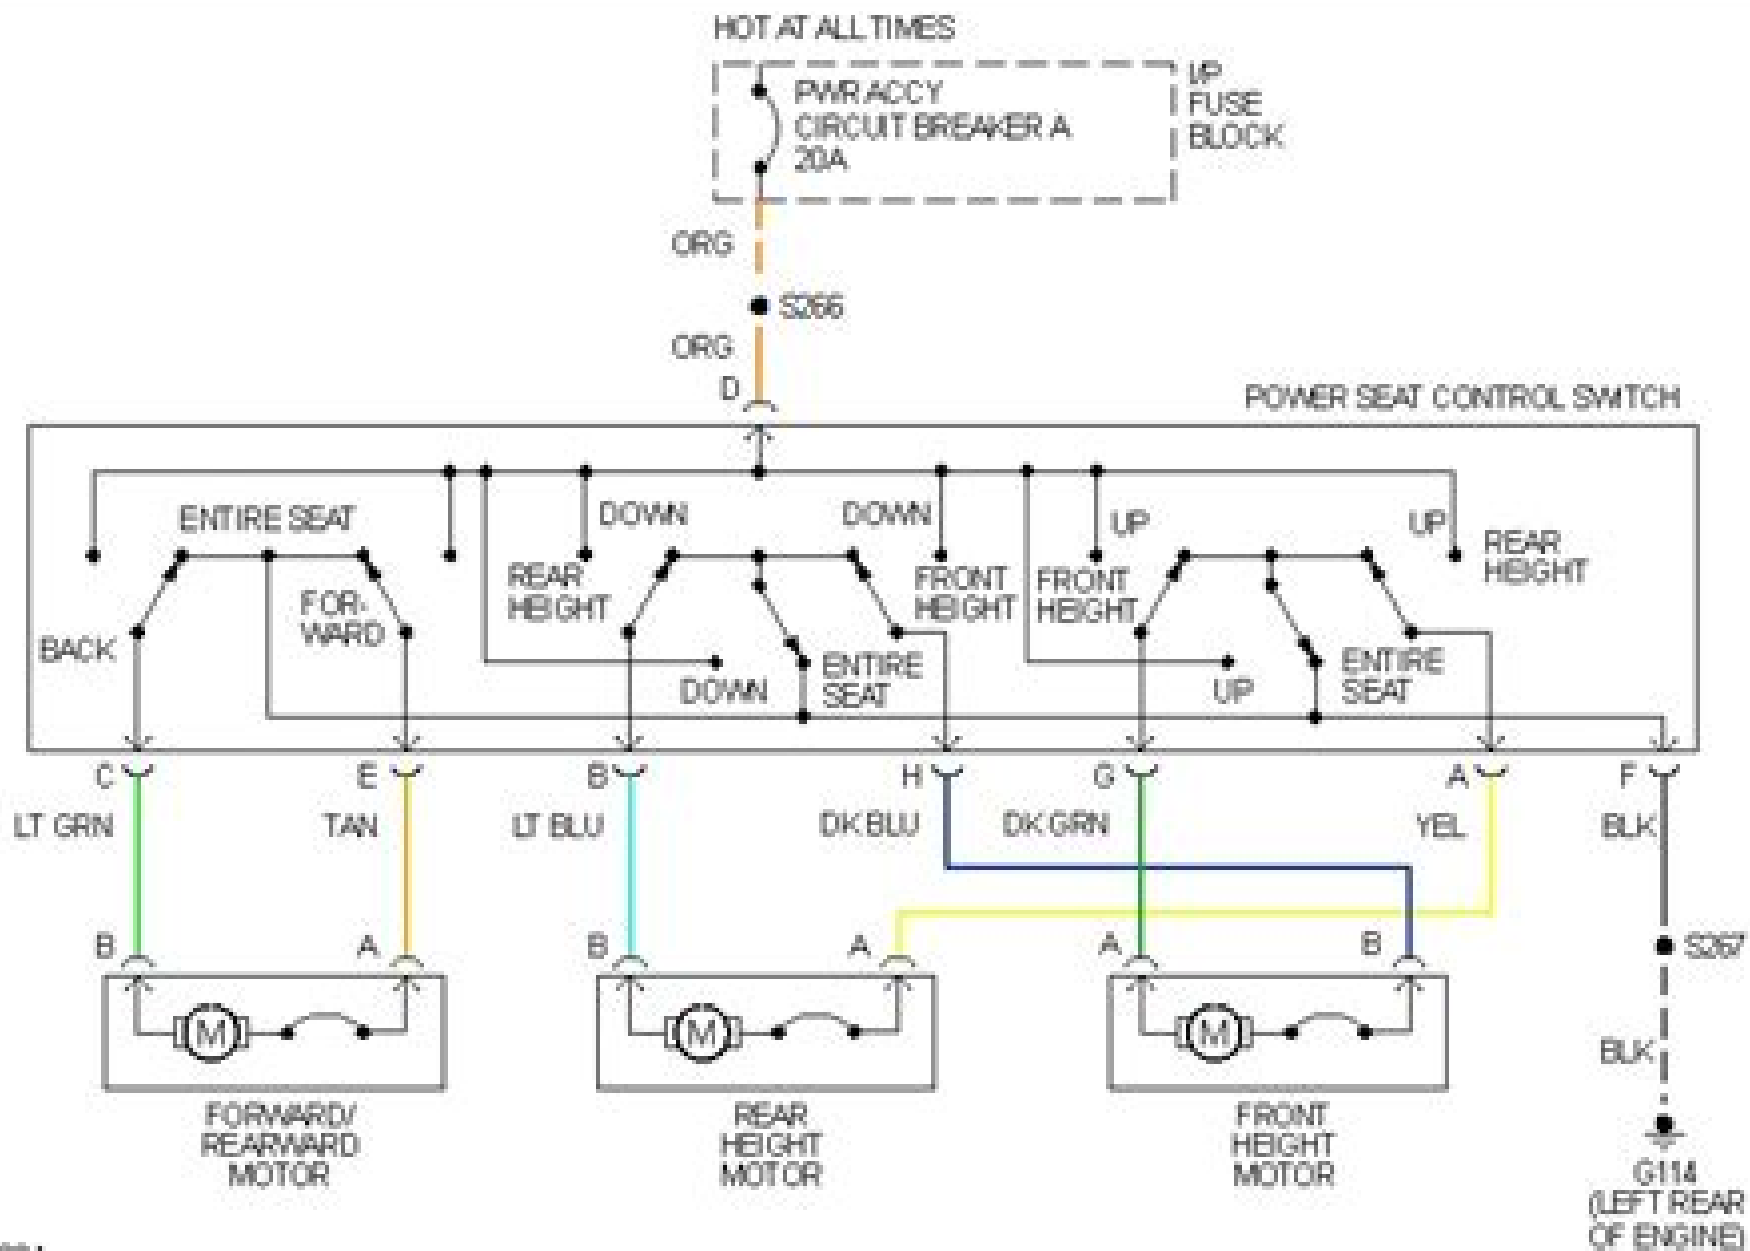 HOT AT ALL TIMES
PWR ACCY
CIRCUIT BREAKER A
20A
I/P
FUSE
BLOCK
ORG
S266
ORG
D
POWER SEAT CONTROL SWITCH
ENTIRE SEAT
DOWN
DOWN
UP
UP
REAR
HEIGHT
REAR
HEIGHT
FRONT
HEIGHT
FRONT
HEIGHT
FOR-
WARD
BACK
ENTIRE
SEAT
ENTIRE
SEAT
DOWN
UP
C
E
B
H
G
A
F
LT GRN
TAN
LT BLU
DK BLU
DK GRN
YEL
BLK
B
A
B
A
A
B
S267
M
M
M
BLK
FORWARD/
REARWARD
MOTOR
REAR
HEIGHT
MOTOR
FRONT
HEIGHT
MOTOR
G114
(LEFT REAR
OF ENGINE)